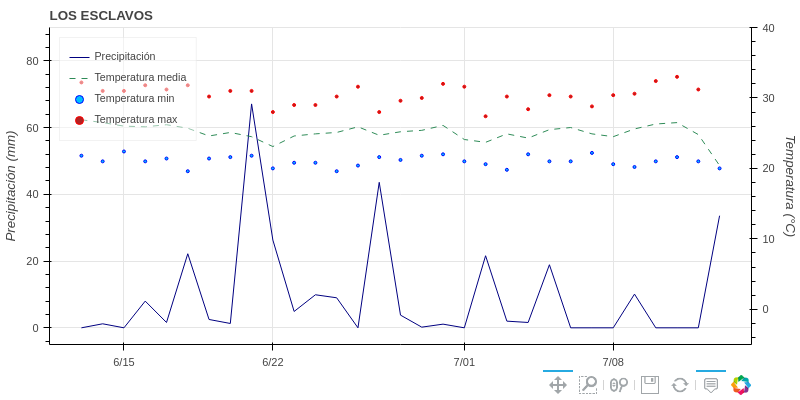 LOS ESCLAVOS
Precipitación
Temperatura media
Temperatura min
Temperatura max
Precipitación (mm)
80
60
40
20
0
Temperatura (°C)
40
30
20
10
0
6/15
6/22
7/01
7/08